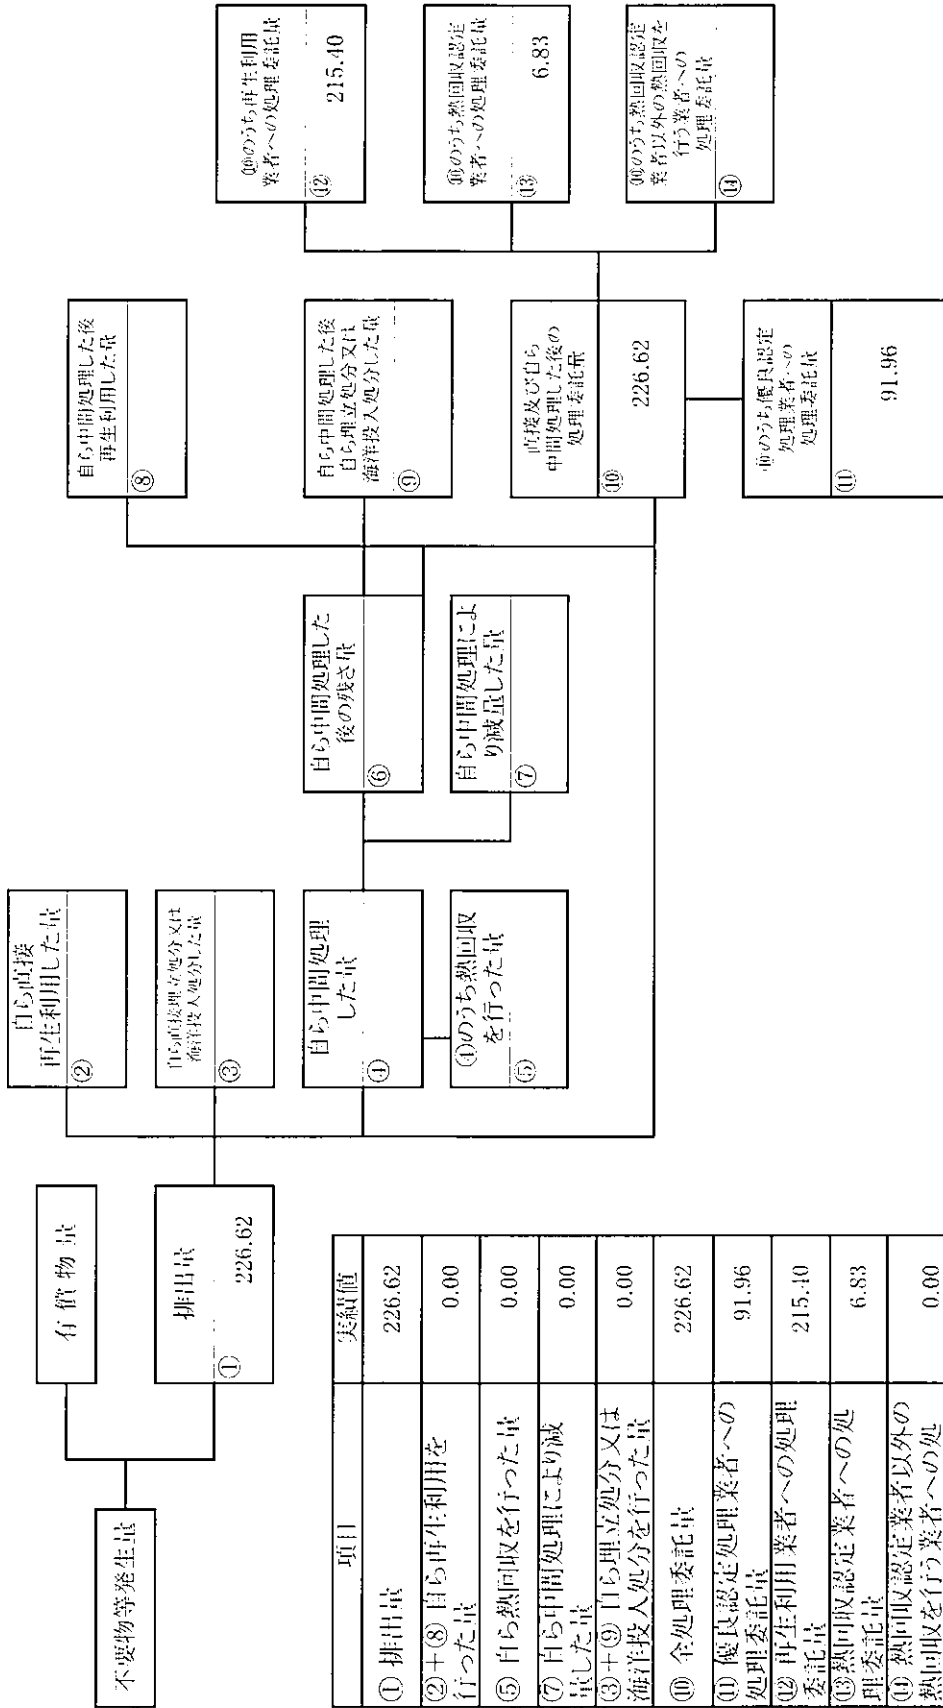 不要物等発生量
有償物量
排出量
①
226.62
自ら直接
再生利用した量
②
自ら直接埋立処分又は
海洋投入処分した量
③
自ら中間処理
した量
④
④のうち熱回収
を行った量
⑤
自ら中間処理した
後の残さ量
⑥
自ら中間処理によ
り減量した量
⑦
自ら中間処理した後
再生利用した量
⑧
自ら中間処理した後
自ら埋立処分又は
海洋投入処分した量
⑨
直接及び自ら
中間処理した後の
処理委託量
⑩
226.62
⑩のうち優良認定
処理業者への
処理委託量
⑪
91.96
⑩のうち再生利用
業者への処理委託量
⑫
215.40
⑩のうち熱回収認定
業者への処理委託量
⑬
6.83
⑩のうち熱回収認定
業者以外の熱回収を
行う業者への
処理委託量
⑭
項目
実績値
① 排出量
226.62
②+⑧ 自ら再生利用を
行った量
0.00
⑤ 自ら熱回収を行った量
0.00
⑦ 自ら中間処理により減
量した量
0.00
③+⑨ 自ら埋立処分又は
海洋投入処分を行った量
0.00
⑩ 全処理委託量
226.62
⑪ 優良認定処理業者への
処理委託量
91.96
⑫ 再生利用業者への処理
委託量
215.40
⑬ 熱回収認定業者への処
理委託量
6.83
⑭ 熱回収認定業者以外の
熱回収を行う業者への処
0.00